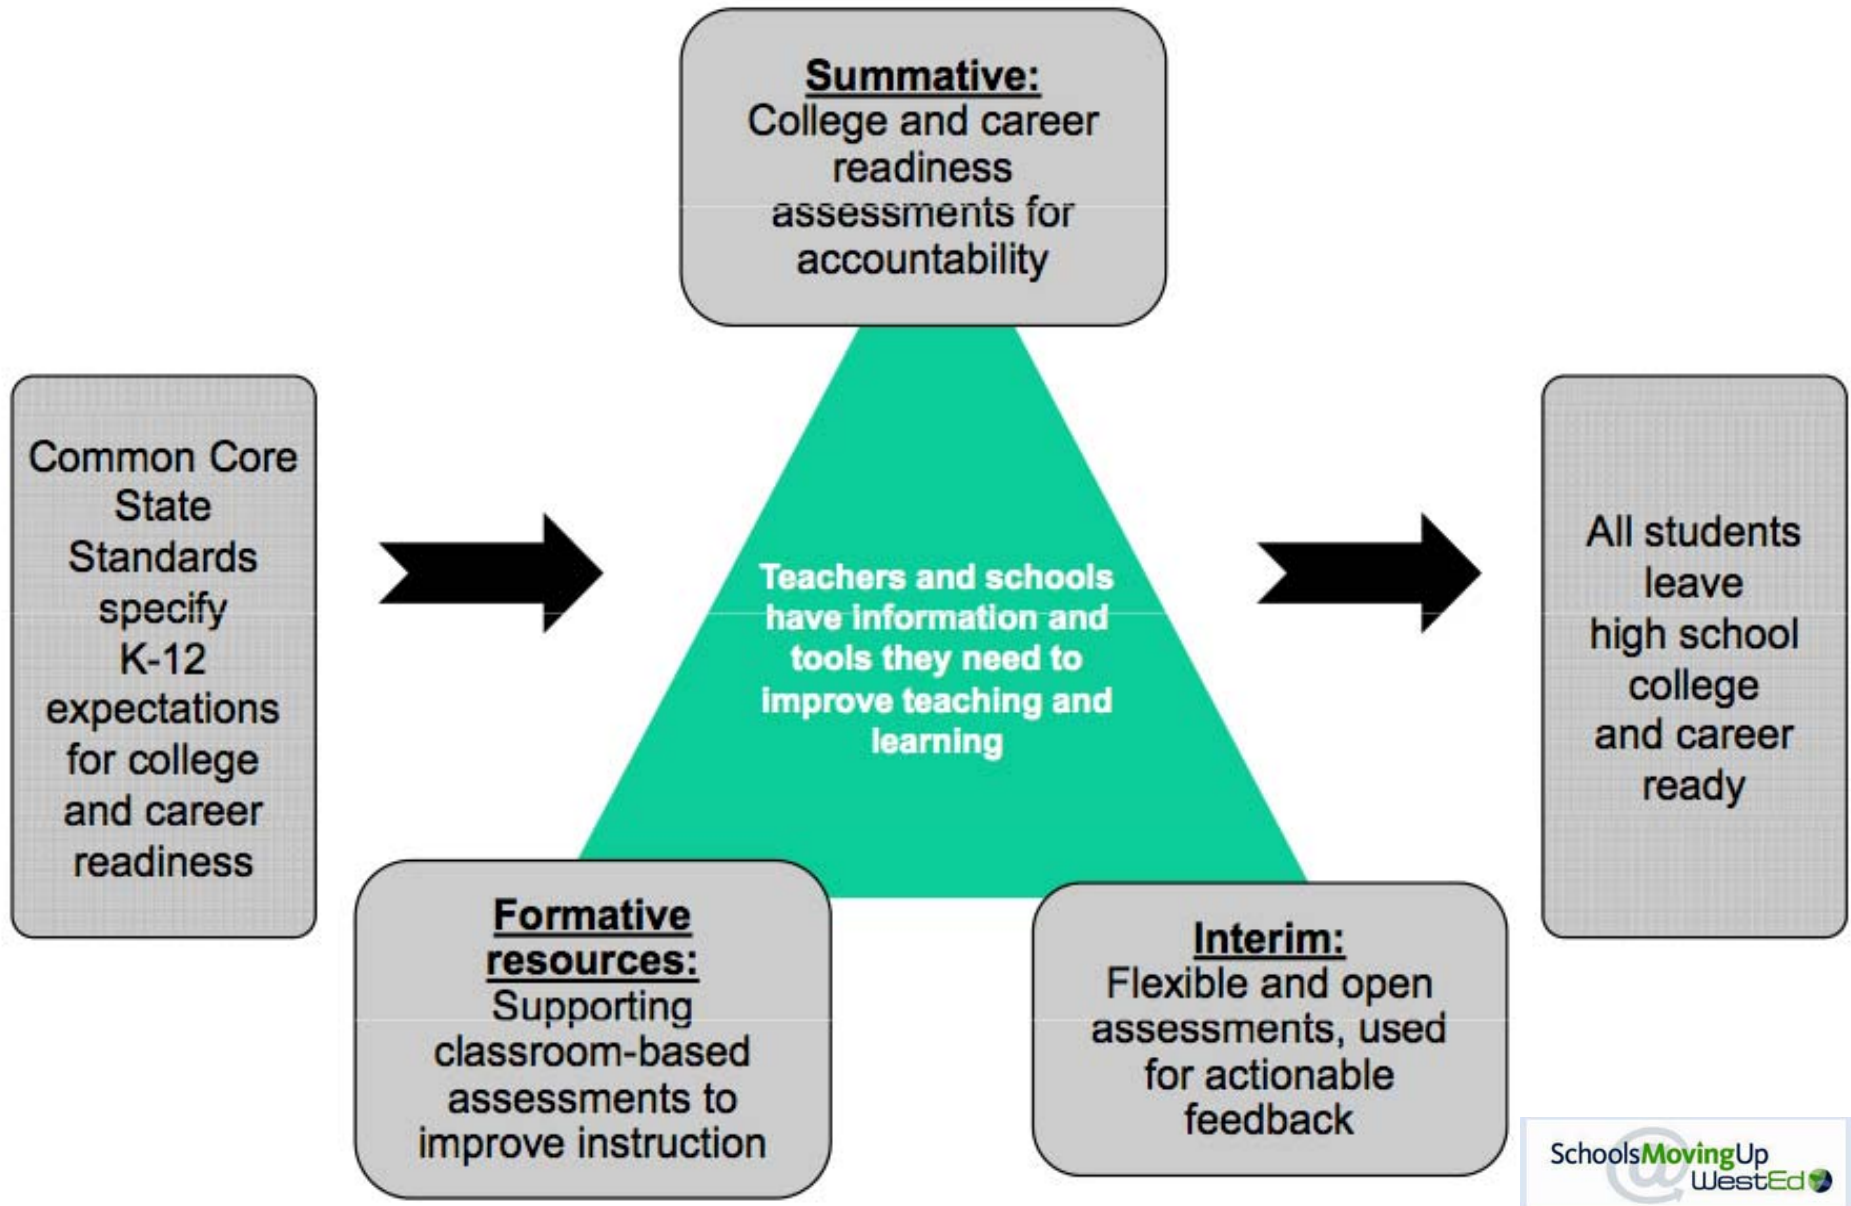 Summative:
College and career
readiness
assessments for
accountability
Common Core
State
Standards
specify
K-12
expectations
for college
and career
readiness
Teachers and schools
have information and
tools they need to
improve teaching and
learning
All students
leave
high school
college
and career
ready
Formative
resources:
Supporting
classroom-based
assessments to
improve instruction
Interim:
Flexible and open
assessments, used
for actionable
feedback
@
SchoolsMovingUp
WestEd